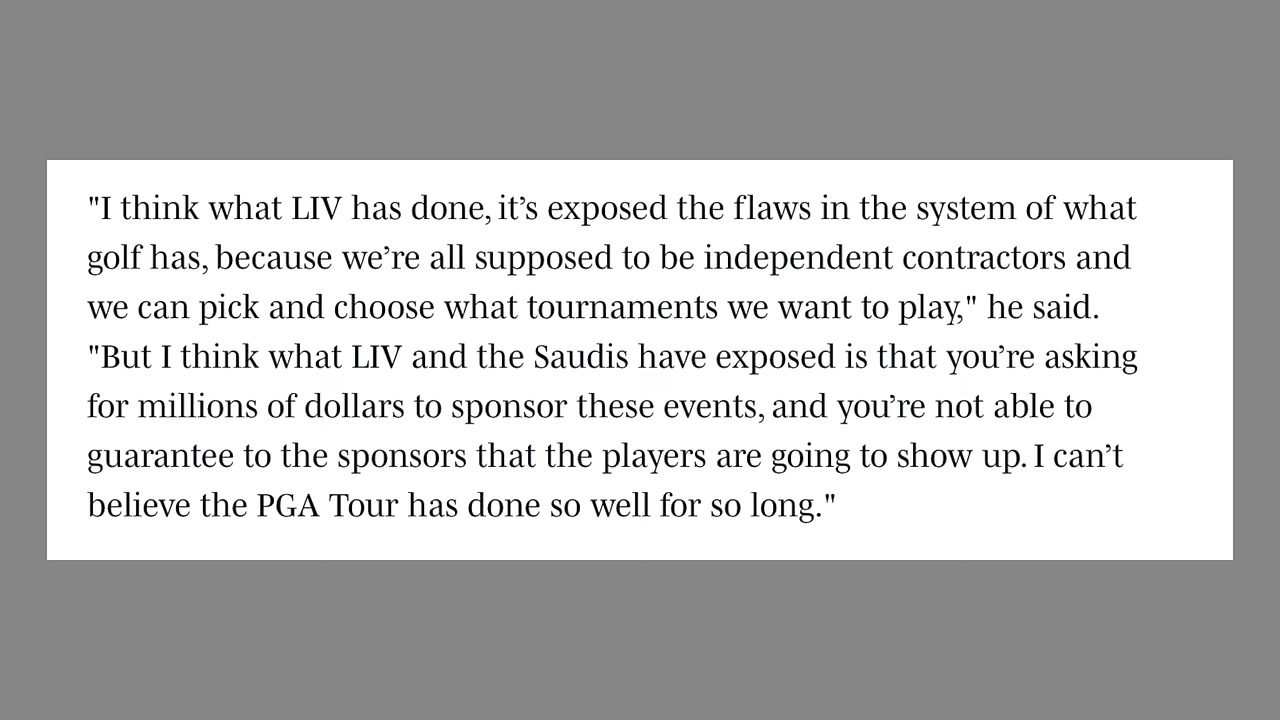 "I think what LIV has done, it’s exposed the flaws in the system of what
golf has, because we’re all supposed to be independent contractors and
we can pick and choose what tournaments we want to play," he said.
"But I think what LIV and the Saudis have exposed is that you’re asking
for millions of dollars to sponsor these events, and you’re not able to
guarantee to the sponsors that the players are going to show up. I can’t
believe the PGA Tour has done so well for so long."